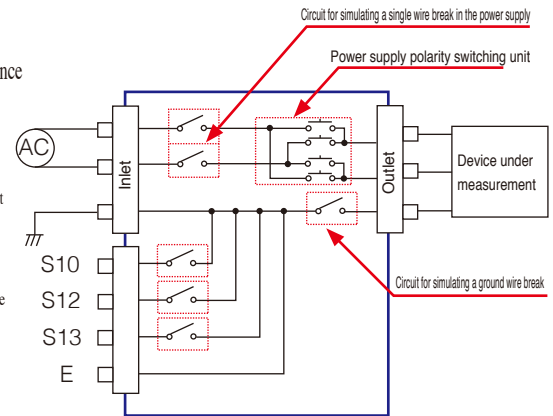 Circuit for simulating a single wire break in the power supply
Power supply polarity switching unit
nce
AC
Inlet
Outlet
Device under
measurement
t
S10
Circuit for simulating a ground wire break
e
S12
S13
E